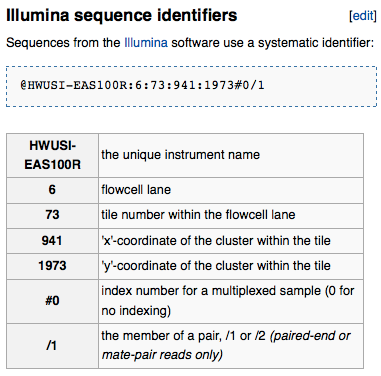 Illumina sequence identifiers [edit]
Sequences from the Illumina software use a systematic identifier:
@HWUSI-EAS100R:6:73:941:1973#0/1
HWUSI-
EAS100R the unique instrument name
6 flowcell lane
73 tile number within the flowcell lane
941 'x'-coordinate of the cluster within the tile
1973 'y'-coordinate of the cluster within the tile
#0 index number for a multiplexed sample (0 for
no indexing)
/1 the member of a pair, /1 or /2 (paired-end or
mate-pair reads only)